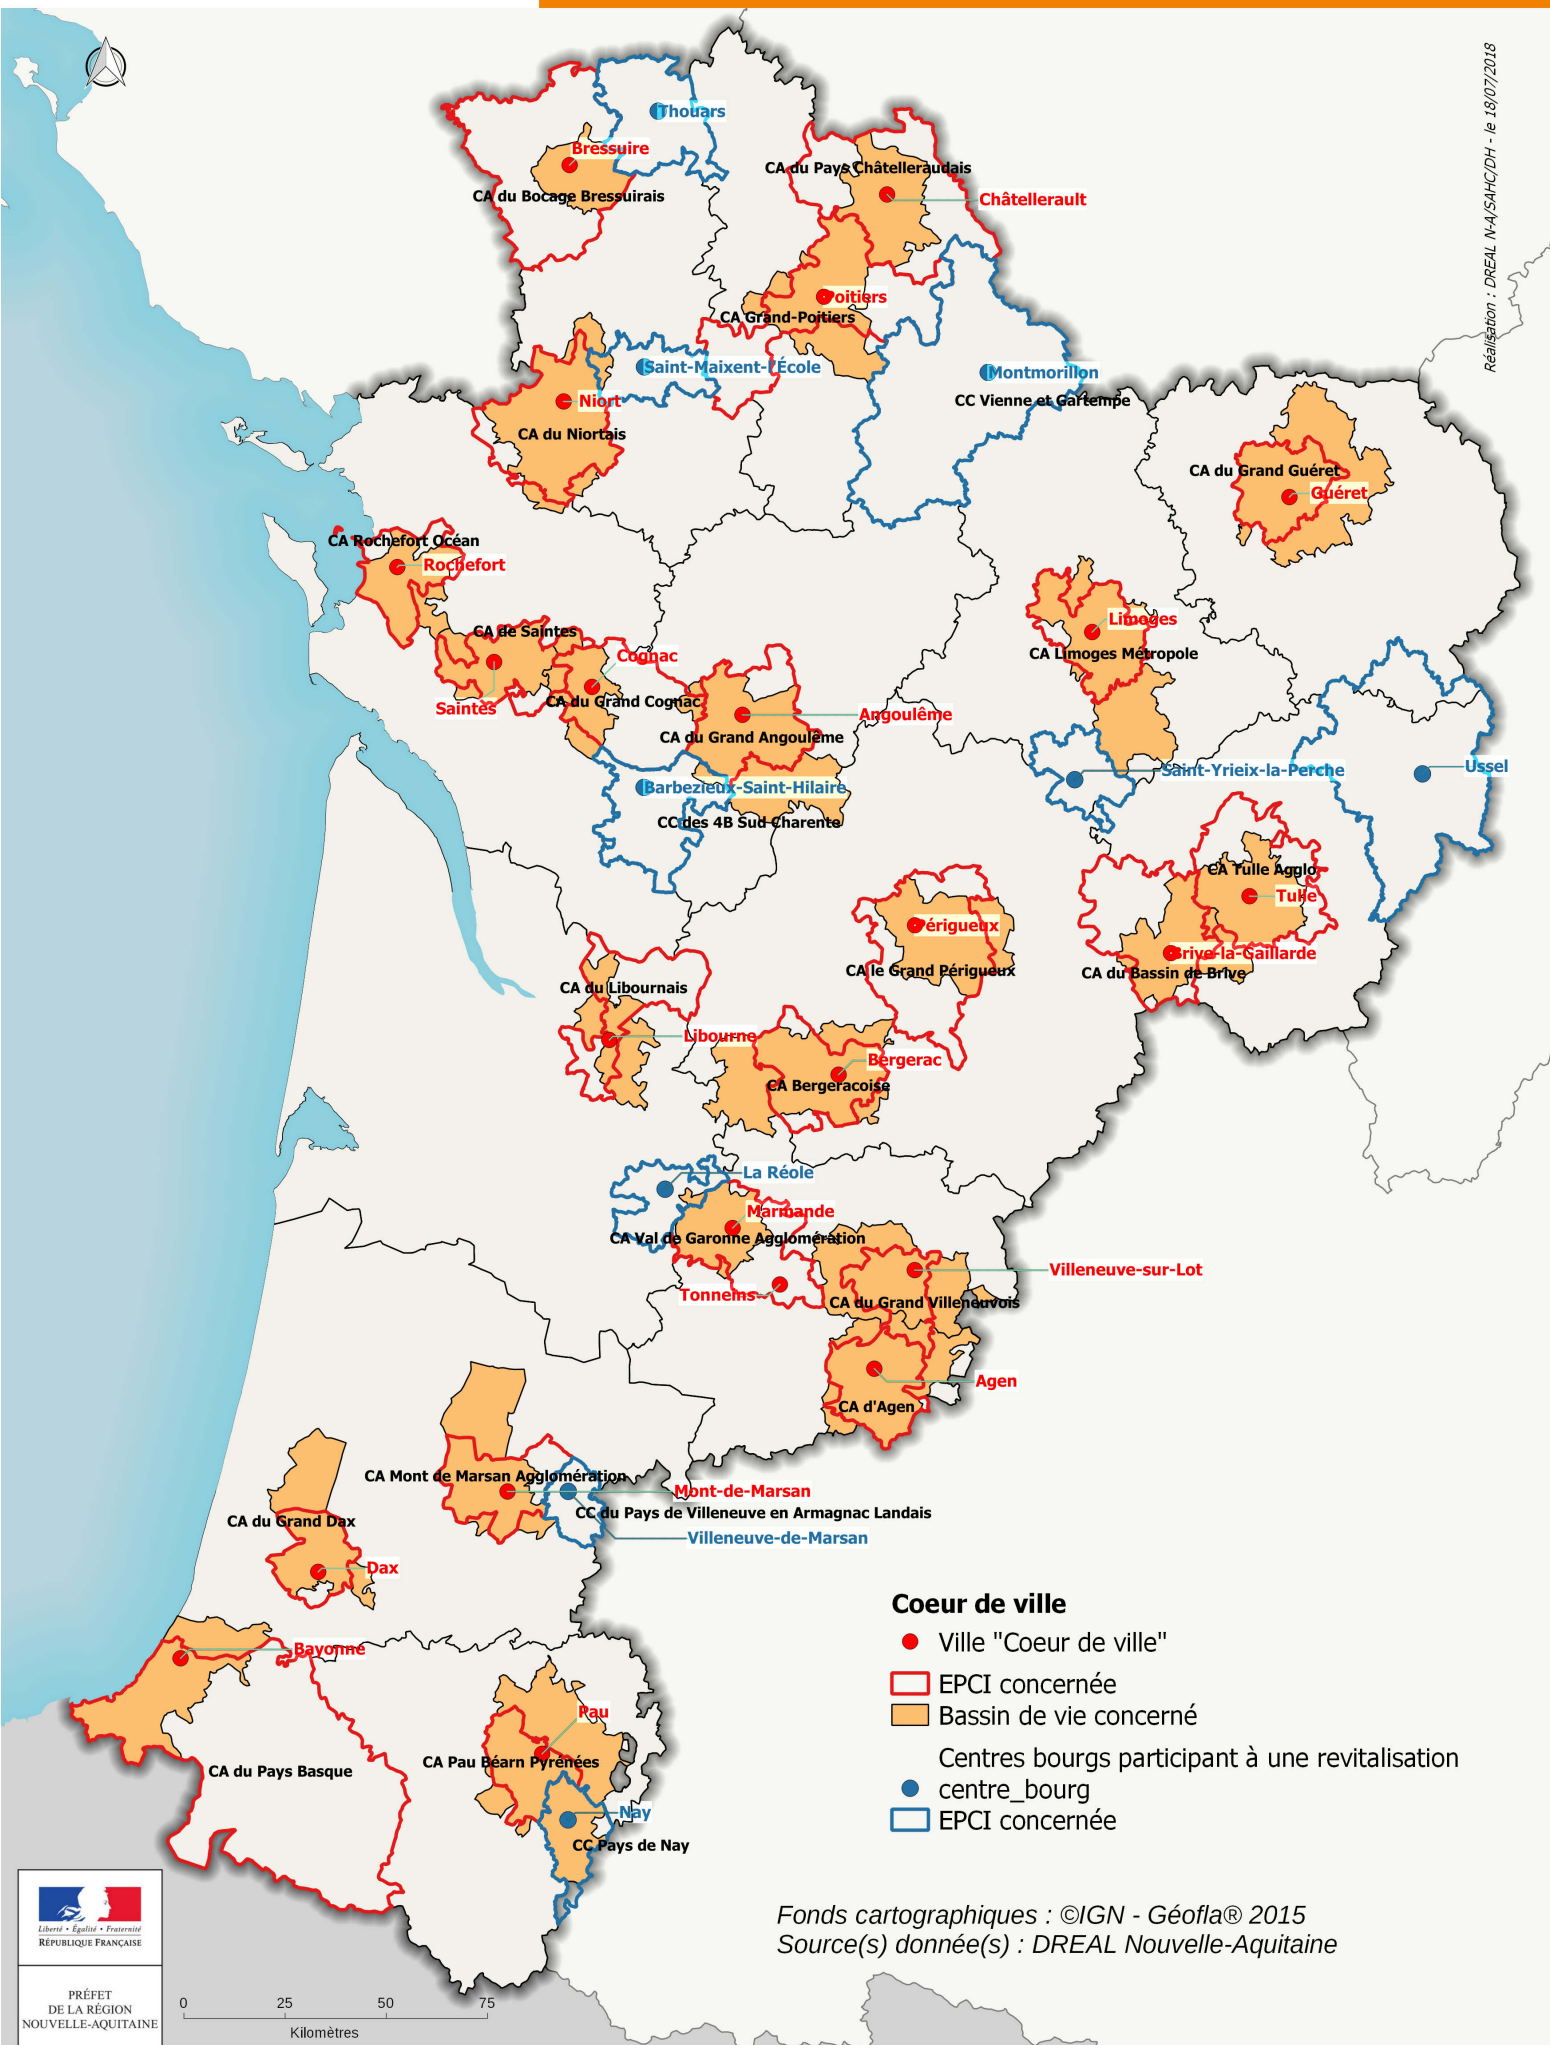 Réalisation : DREAL N-A/SAHC/DH - le 18/07/2018
Thouars
Bressuire
CA du Bocage Bressuirais
CA du Pays Châtelleraudais
Châtellerault
Poitiers
CA Grand-Poitiers
Saint-Maixent-l'École
Montmorillon
CC Vienne et Gartempe
Niort
CA du Niortais
CA du Grand Guéret
Guéret
CA Rochefort Océan
Rochefort
CA de Saintes
Cognac
Limoges
CA Limoges Métropole
Saintes
CA du Grand Cognac
Angoulême
CA du Grand Angoulême
Saint-Yrieix-la-Perche
Ussel
Barbezieux-Saint-Hilaire
CC des 4B Sud Charente
CA Tulle Agglo
Tulle
Périgueux
CA le Grand Périgueux
Brive-la-Gaillarde
CA du Bassin de Brive
CA du Libournais
Libourne
Bergerac
CA Bergeracoise
La Réole
Marmande
CA Val de Garonne Agglomération
Villeneuve-sur-Lot
Tonneins
CA du Grand Villeneuvois
Agen
CA d'Agen
CA Mont de Marsan Agglomération
Mont-de-Marsan
CC du Pays de Villeneuve en Armagnac Landais
CA du Grand Dax
Villeneuve-de-Marsan
Dax
Bayonne
Pau
CA Pau Béarn Pyrénées
CA du Pays Basque
Nay
CC Pays de Nay
Coeur de ville
Ville "Coeur de ville"
EPCI concernée
Bassin de vie concerné
Centres bourgs participant à une revitalisation
centre_bourg
EPCI concernée
Fonds cartographiques : ©IGN - Géofla® 2015
Source(s) donnée(s) : DREAL Nouvelle-Aquitaine
Liberté • Égalité • Fraternité
RÉPUBLIQUE FRANÇAISE
PRÉFET
DE LA RÉGION
NOUVELLE-AQUITAINE
0 25 50 75
Kilomètres